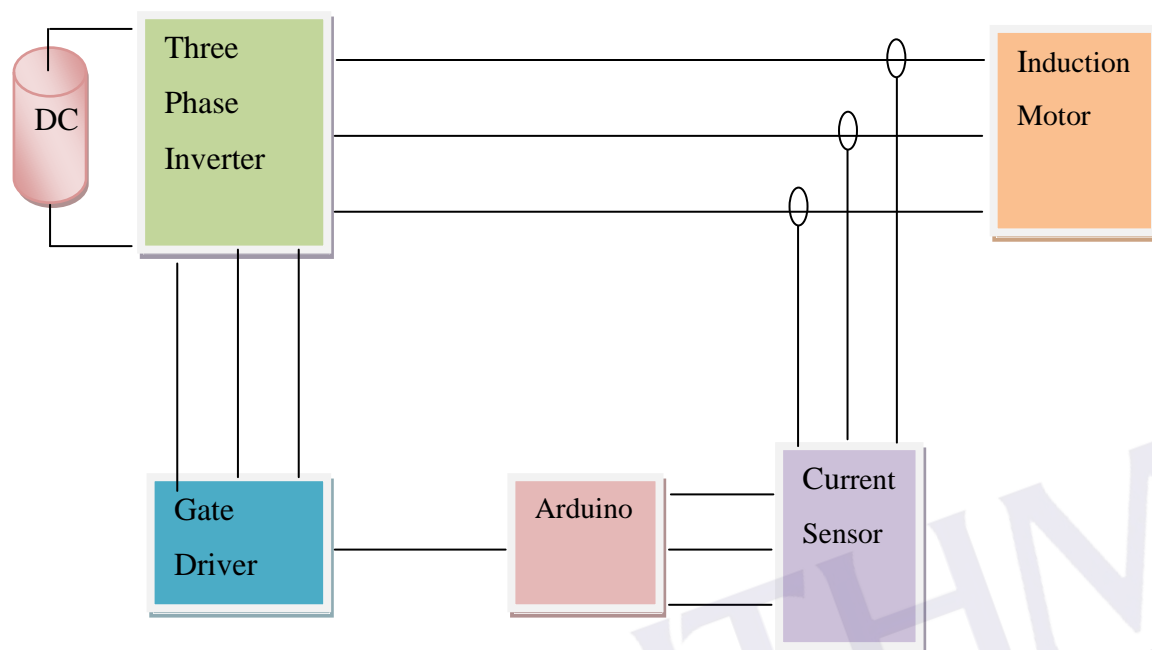 DC
Three
Phase
Inverter
Induction
Motor
Gate
Driver
Arduino
Current
Sensor